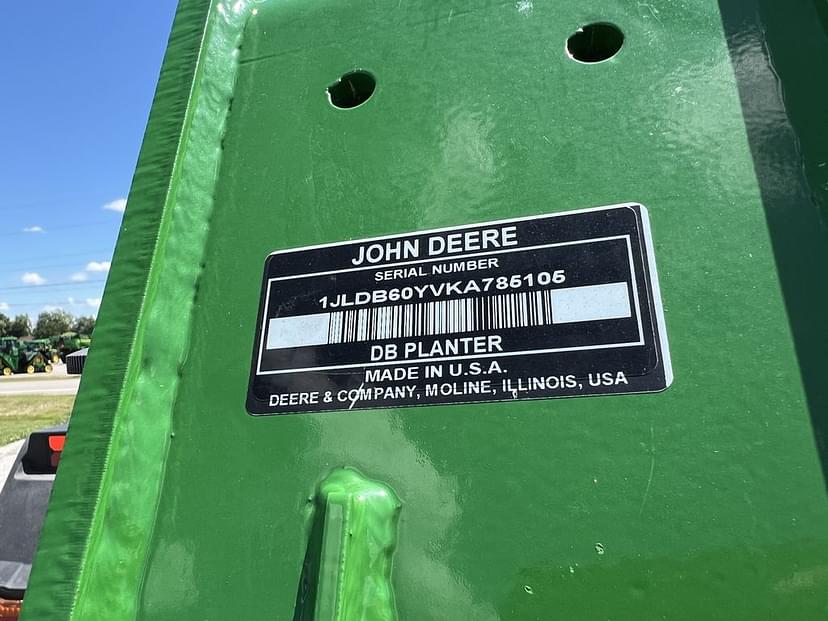 JOHN DEERE
SERIAL NUMBER
1JLDB60YVKA785105
DB PLANTER
MADE IN U.S.A.
DEERE & COMPANY, MOLINE, ILLINOIS, USA